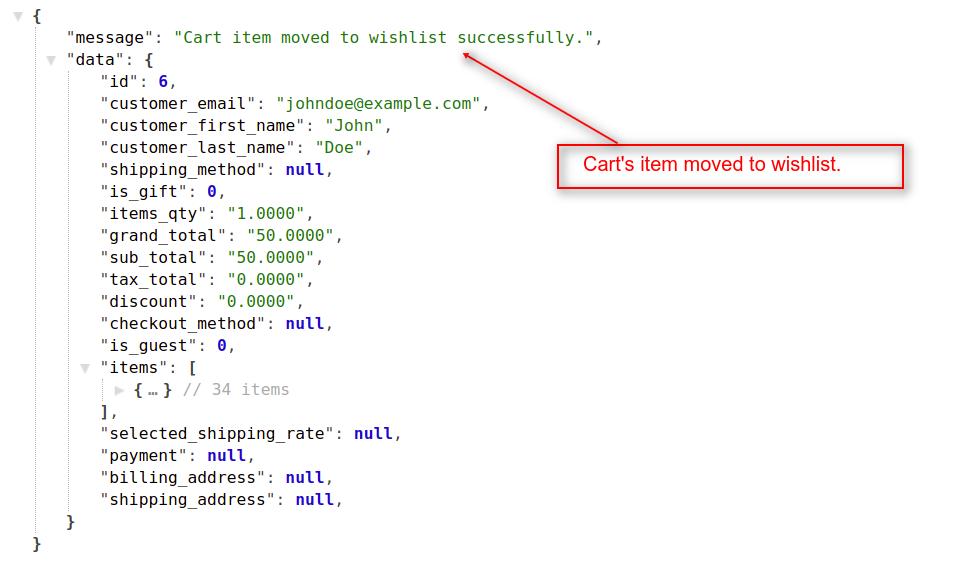 {
"message": "Cart item moved to wishlist successfully.",
"data": {
"id": 6,
"customer_email": "johndoe@example.com",
"customer_first_name": "John",
"customer_last_name": "Doe",
"shipping_method": null,
"is_gift": 0,
"items_qty": "1.0000",
"grand_total": "50.0000",
"sub_total": "50.0000",
"tax_total": "0.0000",
"discount": "0.0000",
"checkout_method": null,
"is_guest": 0,
"items": [
{ … } // 34 items
],
"selected_shipping_rate": null,
"payment": null,
"billing_address": null,
"shipping_address": null,
}
}
Cart's item moved to wishlist.